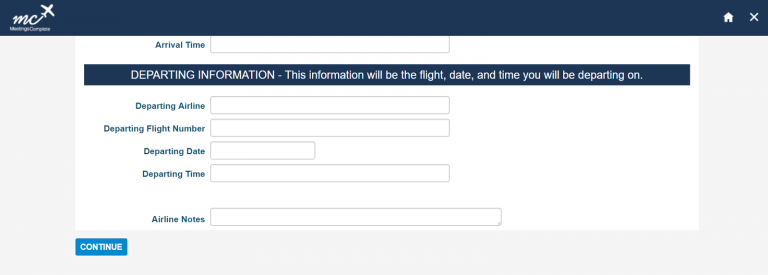 mc
MeetingsComplete
Arrival Time
DEPARTING INFORMATION - This information will be the flight, date, and time you will be departing on.
Departing Airline
Departing Flight Number
Departing Date
Departing Time
Airline Notes
CONTINUE